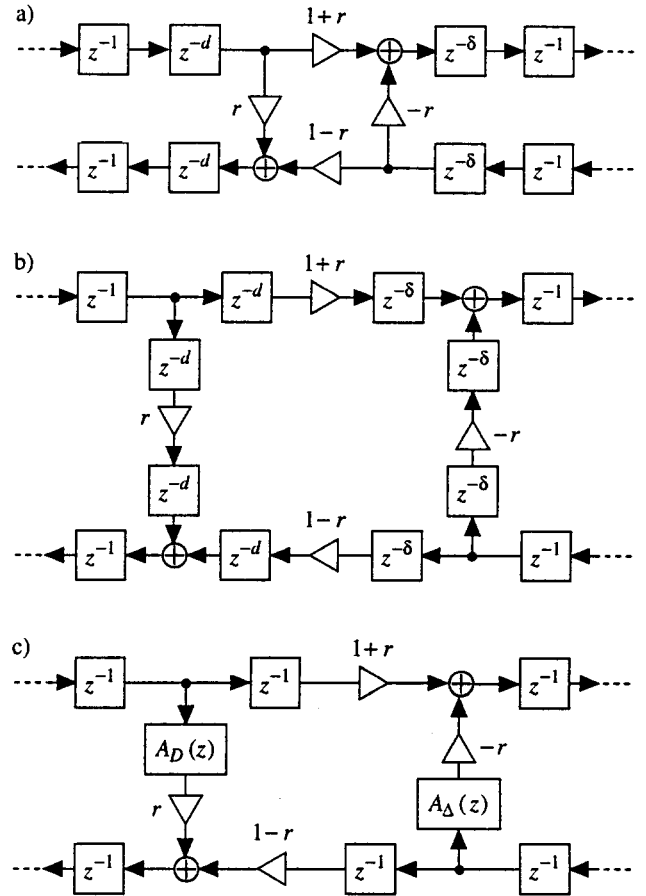 a)
1+r
z⁻¹ z⁻ᵈ z⁻ᵟ z⁻¹
r −r
1−r
z⁻¹ z⁻ᵈ z⁻ᵟ z⁻¹
b)
1+r
z⁻¹ z⁻ᵈ z⁻ᵟ z⁻¹
z⁻ᵈ z⁻ᵟ
r −r
z⁻ᵈ z⁻ᵟ
1−r
z⁻¹ z⁻ᵈ z⁻ᵟ z⁻¹
c)
1+r
z⁻¹ z⁻¹ z⁻¹
A_D(z) −r
r A_Δ(z)
1−r
z⁻¹ z⁻¹ z⁻¹